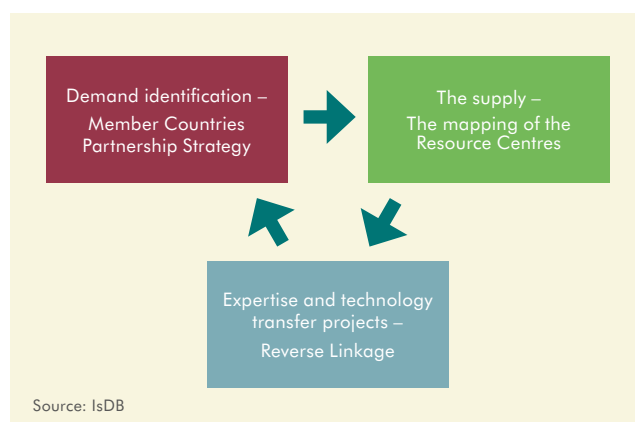 Demand identification –
Member Countries
Partnership Strategy
The supply –
The mapping of the
Resource Centres
Expertise and technology
transfer projects –
Reverse Linkage
Source: IsDB